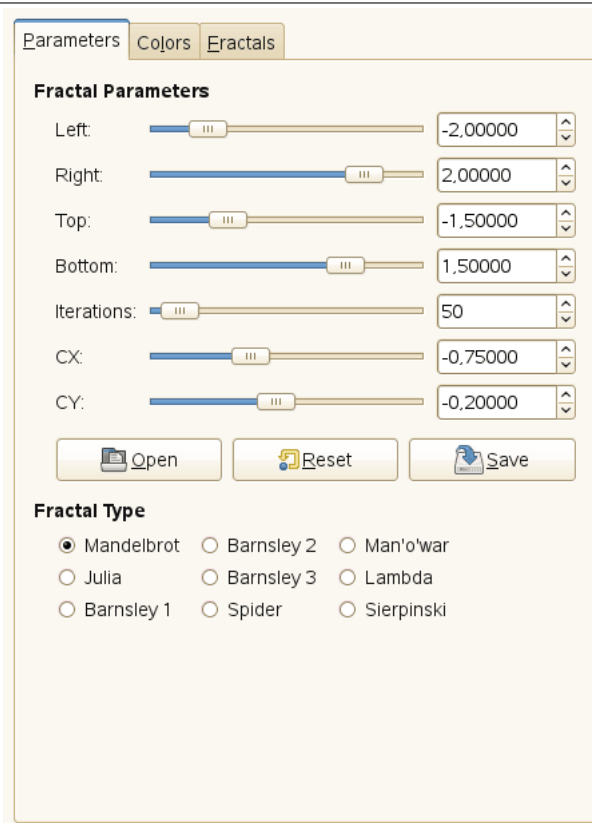 Parameters Colors Fractals
Fractal Parameters
Left: -2,00000
Right: 2,00000
Top: -1,50000
Bottom: 1,50000
Iterations: 50
CX: -0,75000
CY: -0,20000
Open Reset Save
Fractal Type
Mandelbrot Barnsley 2 Man'o'war
Julia Barnsley 3 Lambda
Barnsley 1 Spider Sierpinski